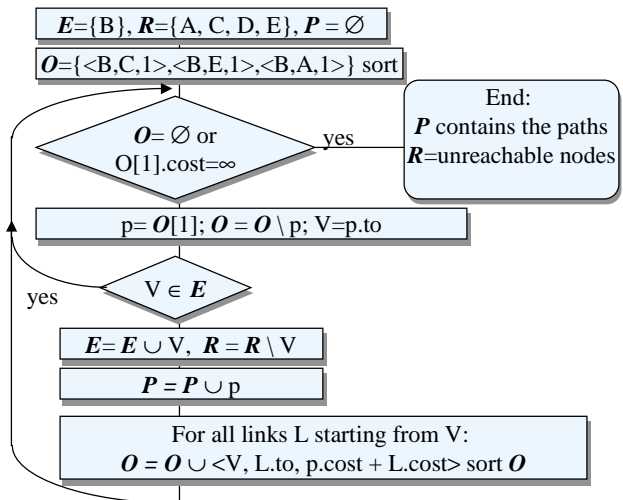 E={B}, R={A, C, D, E}, P = ∅
O={<B,C,1>,<B,E,1>,<B,A,1>} sort
O= ∅ or
O[1].cost=∞
yes
End:
P contains the paths
R=unreachable nodes
p= O[1]; O = O \ p; V=p.to
V ∈ E
yes
E= E ∪ V, R = R \ V
P = P ∪ p
For all links L starting from V:
O = O ∪ <V, L.to, p.cost + L.cost> sort O